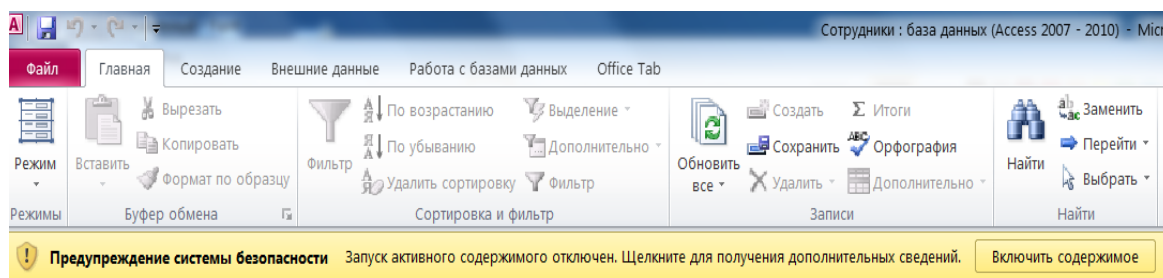 Сотрудники : база данных (Access 2007 - 2010) - Micr
Файл Главная Создание Внешние данные Работа с базами данных Office Tab
Вырезать По возрастанию Выделение Создать Σ Итоги Заменить
Копировать По убыванию Дополнительно Сохранить Орфография Перейти
Режим Вставить Формат по образцу Фильтр Удалить сортировку Фильтр Обновить все Удалить Дополнительно Найти Выбрать
Режимы Буфер обмена Сортировка и фильтр Записи Найти
Предупреждение системы безопасности Запуск активного содержимого отключен. Щелкните для получения дополнительных сведений. Включить содержимое